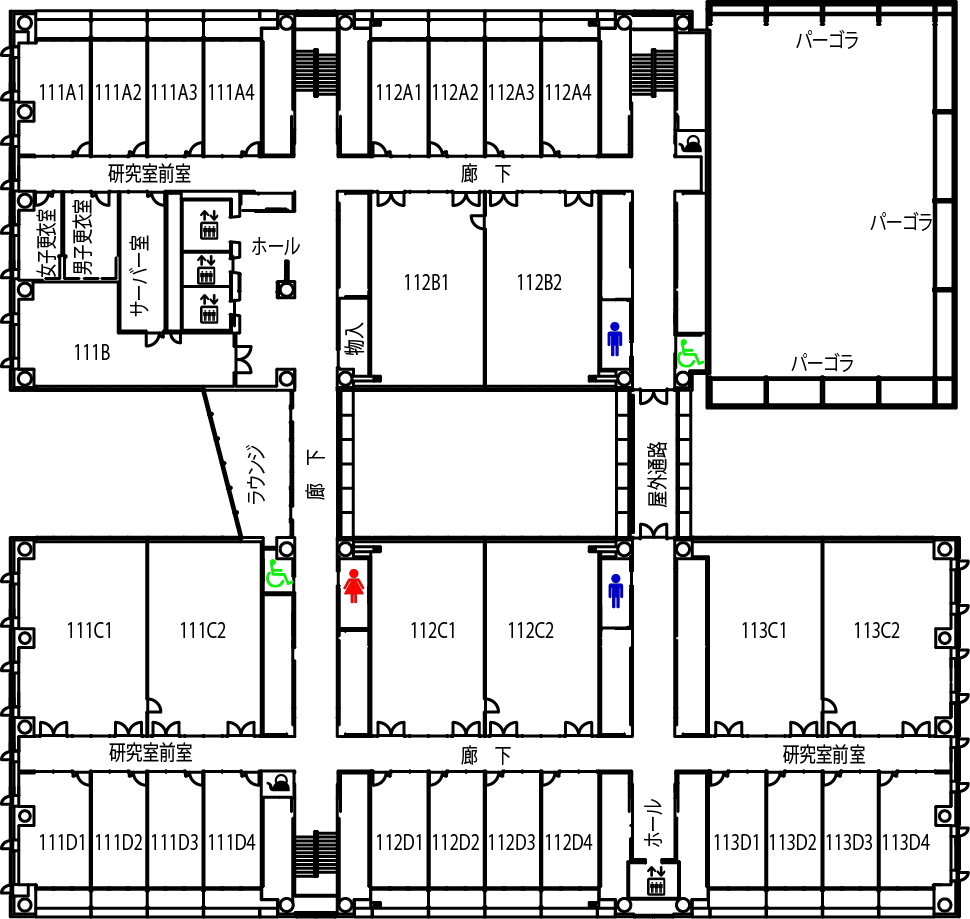 パーゴラ
111A1
111A2
111A3
111A4
112A1
112A2
112A3
112A4
研究室前室
廊 下
パーゴラ
女子更衣室
男子更衣室
サーバー室
ホール
112B1
112B2
物入
111B
パーゴラ
ラウンジ
廊 下
屋外通路
111C1
111C2
112C1
112C2
113C1
113C2
研究室前室
廊 下
研究室前室
111D1
111D2
111D3
111D4
112D1
112D2
112D3
112D4
ホール
113D1
113D2
113D3
113D4